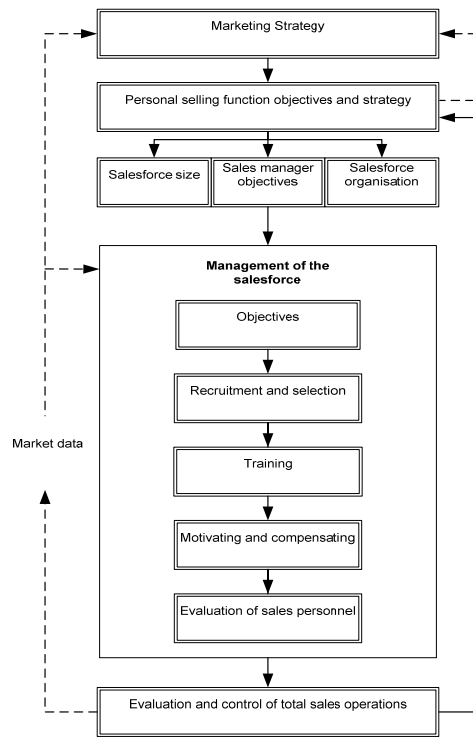 Marketing Strategy
Personal selling function objectives and strategy
Salesforce size
Sales manager
objectives
Salesforce
organisation
Management of the
salesforce
Objectives
Recruitment and selection
Market data
Training
Motivating and compensating
Evaluation of sales personnel
Evaluation and control of total sales operations